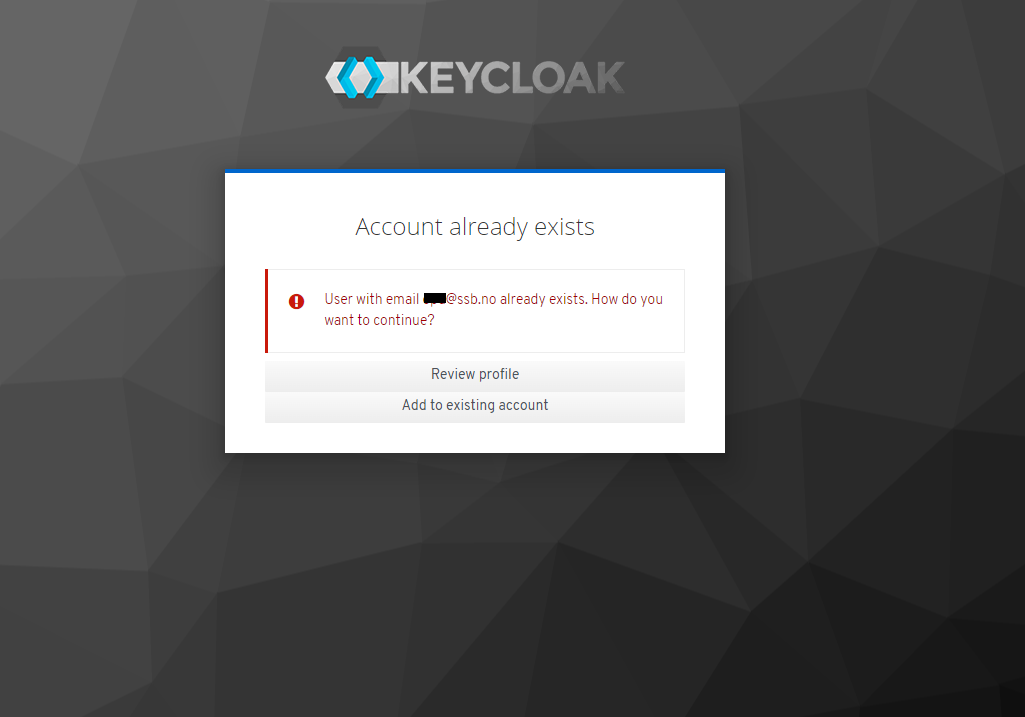 KEYCLOAK
Account already exists
User with email @ssb.no already exists. How do you
want to continue?
Review profile
Add to existing account